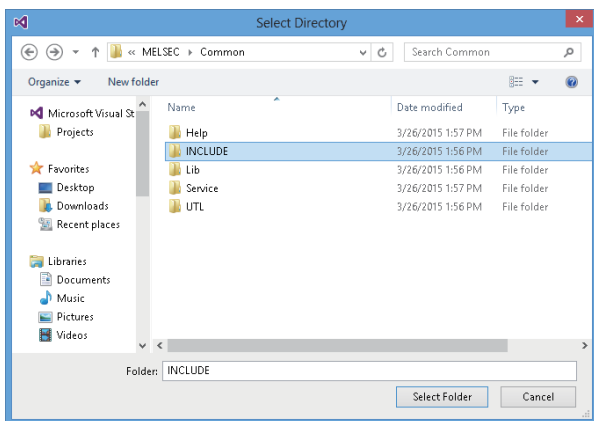 Select Directory
« MELSEC Common
Search Common
Organize
New folder
Microsoft Visual St
Projects
Favorites
Desktop
Downloads
Recent places
Libraries
Documents
Music
Pictures
Videos
Name Date modified Type
Help 3/26/2015 1:57 PM File folder
INCLUDE 3/26/2015 1:56 PM File folder
Lib 3/26/2015 1:56 PM File folder
Service 3/26/2015 1:57 PM File folder
UTL 3/26/2015 1:56 PM File folder
Folder: INCLUDE
Select Folder
Cancel